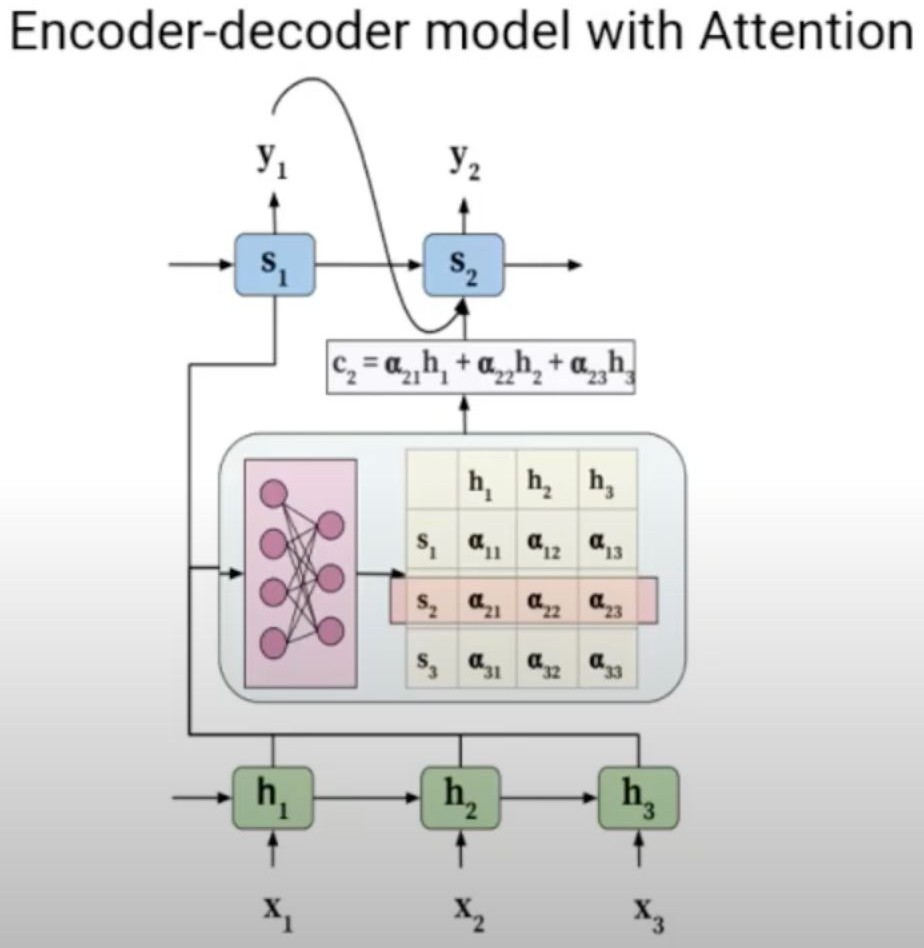 Encoder-decoder model with Attention
y₁ y₂
s₁ s₂
c₂ = α₂₁h₁ + α₂₂h₂ + α₂₃h₃
h₁ h₂ h₃
s₁ α₁₁ α₁₂ α₁₃
s₂ α₂₁ α₂₂ α₂₃
s₃ α₃₁ α₃₂ α₃₃
h₁ h₂ h₃
x₁ x₂ x₃